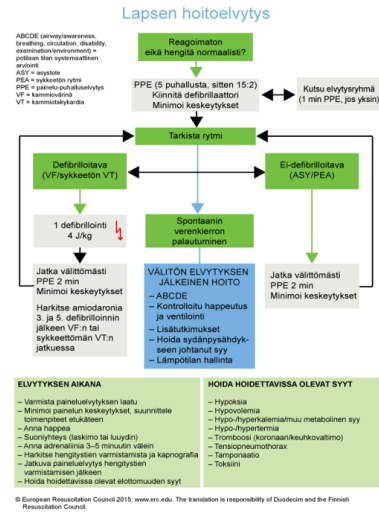 Lapsen hoitoelvytys
ABCDE (airway/awareness,
breathing, circulation, disability,
examination/environment) =
potilaan tilan systemaattinen
arviointi
ASY = asystole
PEA = sykkeetön rytmi
PPE = painelu-puhalluselvytys
VF = kammiovärinä
VT = kammiotakykardia
Reagoimaton
eikä hengitä normaalisti?
PPE (5 puhallusta, sitten 15:2)
Kiinnitä defibrillaattori
Minimoi keskeytykset
Kutsu elvytysryhmä
(1 min PPE, jos yksin)
Tarkista rytmi
Defibrilloitava
(VF/sykkeetön VT)
Ei-defibrilloitava
(ASY/PEA)
1 defibrillointi
4 J/kg
Spontaanin
verenkierron
palautuminen
Jatka välittömästi
PPE 2 min
Minimoi keskeytykset
Harkitse amiodaronia
3. ja 5. defibrilloinnin
jälkeen VF:n tai
sykkeettömän VT:n
jatkuessa
VÄLITÖN ELVYTYKSEN
JÄLKEINEN HOITO
– ABCDE
– Kontrolloitu happeutus
ja ventilointi
– Lisätutkimukset
– Hoida sydänpysähdyk-
seen johtanut syy
– Lämpötilan hallinta
Jatka välittömästi
PPE 2 min
Minimoi keskeytykset
ELVYTYKSEN AIKANA
– Varmista paineluelvytyksen laatu
– Minimoi painelun keskeytykset, suunnittele
toimenpiteet etukäteen
– Anna happea
– Suoniyhteys (laskimo tai luuydin)
– Anna adrenaliinia 3–5 minuutin välein
– Harkitse hengitystien varmistamista ja kapnografia
– Jatkuva paineluelvytys hengitystien
varmistamisen jälkeen
– Hoida hoidettavissa olevat elottomuuden syyt
HOIDA HOIDETTAVISSA OLEVAT SYYT
– Hypoksia
– Hypovolemia
– Hypo-/hyperkalemia/muu metabolinen syy
– Hypo-/hypertermia
– Tromboosi (koronaari/keuhkovaltimo)
– Tensiopneumothorax
– Tamponaatio
– Toksiini
© European Resuscitation Council 2015, www.erc.edu. The translation is responsibility of Duodecim and the Finnish
Resuscitation Council.